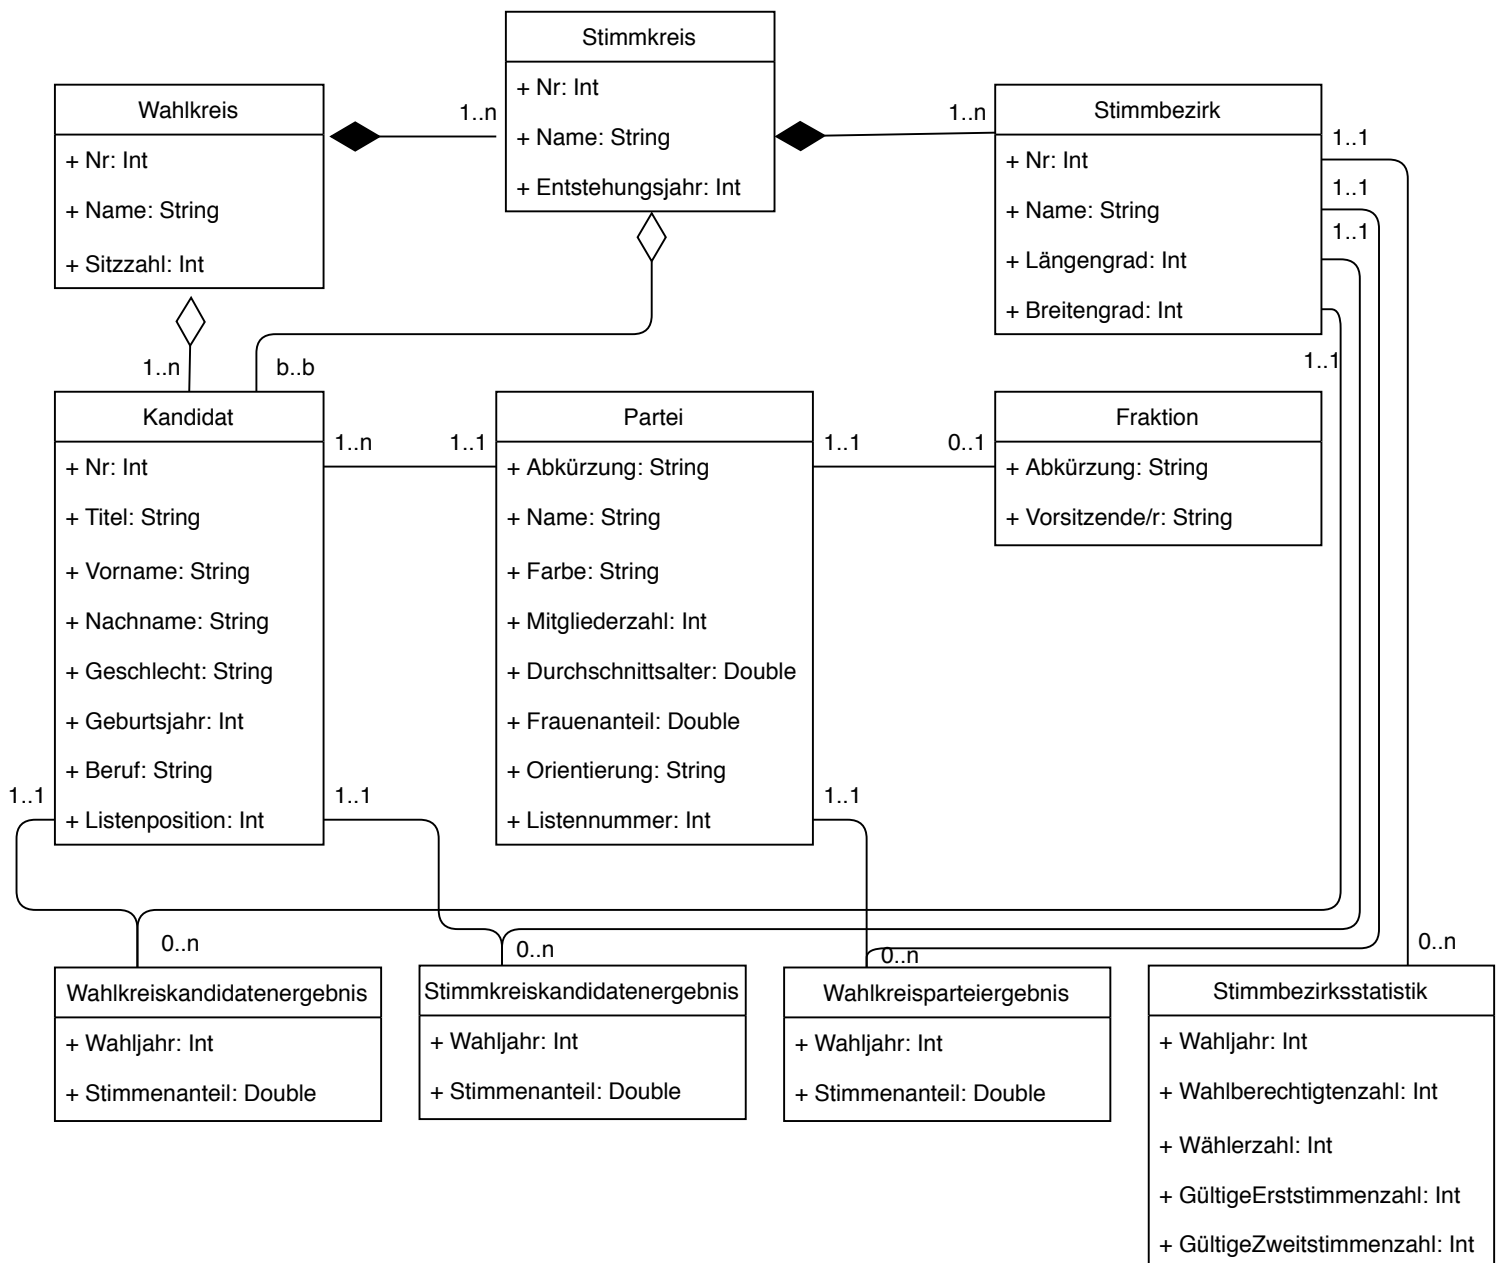 Stimmkreis
+ Nr: Int
+ Name: String
+ Entstehungsjahr: Int
Wahlkreis
+ Nr: Int
+ Name: String
+ Sitzzahl: Int
1..n
1..n
Stimmbezirk
+ Nr: Int
+ Name: String
+ Längengrad: Int
+ Breitengrad: Int
1..1
1..1
1..1
1..1
1..n
b..b
Kandidat
+ Nr: Int
+ Titel: String
+ Vorname: String
+ Nachname: String
+ Geschlecht: String
+ Geburtsjahr: Int
+ Beruf: String
+ Listenposition: Int
1..n
1..1
Partei
+ Abkürzung: String
+ Name: String
+ Farbe: String
+ Mitgliederzahl: Int
+ Durchschnittsalter: Double
+ Frauenanteil: Double
+ Orientierung: String
+ Listennummer: Int
1..1
0..1
Fraktion
+ Abkürzung: String
+ Vorsitzende/r: String
1..1
1..1
1..1
0..n
0..n
0..n
0..n
Wahlkreiskandidatenergebnis
+ Wahljahr: Int
+ Stimmenanteil: Double
Stimmkreiskandidatenergebnis
+ Wahljahr: Int
+ Stimmenanteil: Double
Wahlkreisparteiergebnis
+ Wahljahr: Int
+ Stimmenanteil: Double
Stimmbezirksstatistik
+ Wahljahr: Int
+ Wahlberechtigtenzahl: Int
+ Wählerzahl: Int
+ GültigeErststimmenzahl: Int
+ GültigeZweitstimmenzahl: Int